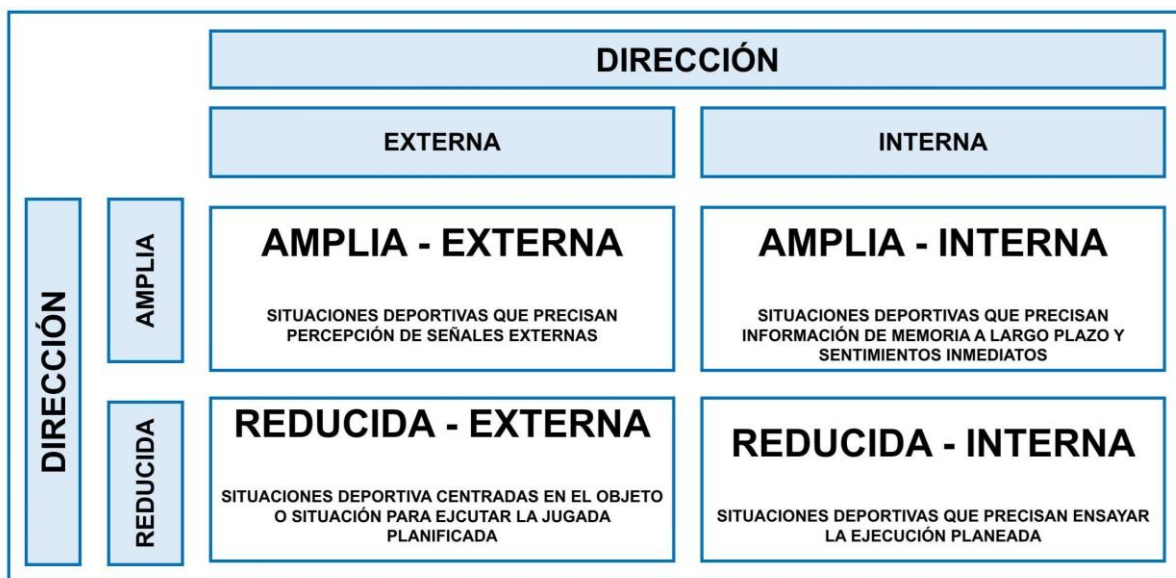 DIRECCIÓN
EXTERNA
INTERNA
DIRECCIÓN
AMPLIA
AMPLIA - EXTERNA
SITUACIONES DEPORTIVAS QUE PRECISAN
PERCEPCIÓN DE SEÑALES EXTERNAS
AMPLIA - INTERNA
SITUACIONES DEPORTIVAS QUE PRECISAN
INFORMACIÓN DE MEMORIA A LARGO PLAZO Y
SENTIMIENTOS INMEDIATOS
REDUCIDA
REDUCIDA - EXTERNA
SITUACIONES DEPORTIVA CENTRADAS EN EL OBJETO
O SITUACIÓN PARA EJCUTAR LA JUGADA
PLANIFICADA
REDUCIDA - INTERNA
SITUACIONES DEPORTIVAS QUE PRECISAN ENSAYAR
LA EJECUCIÓN PLANEADA